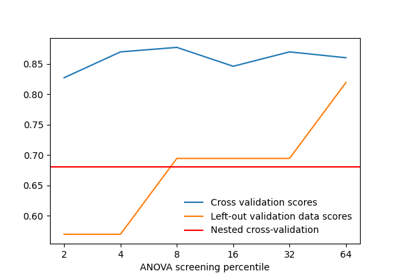 0.85
0.80
0.75
0.70
0.65
0.60
Cross validation scores
Left-out validation data scores
Nested cross-validation
2 4 8 16 32 64
ANOVA screening percentile